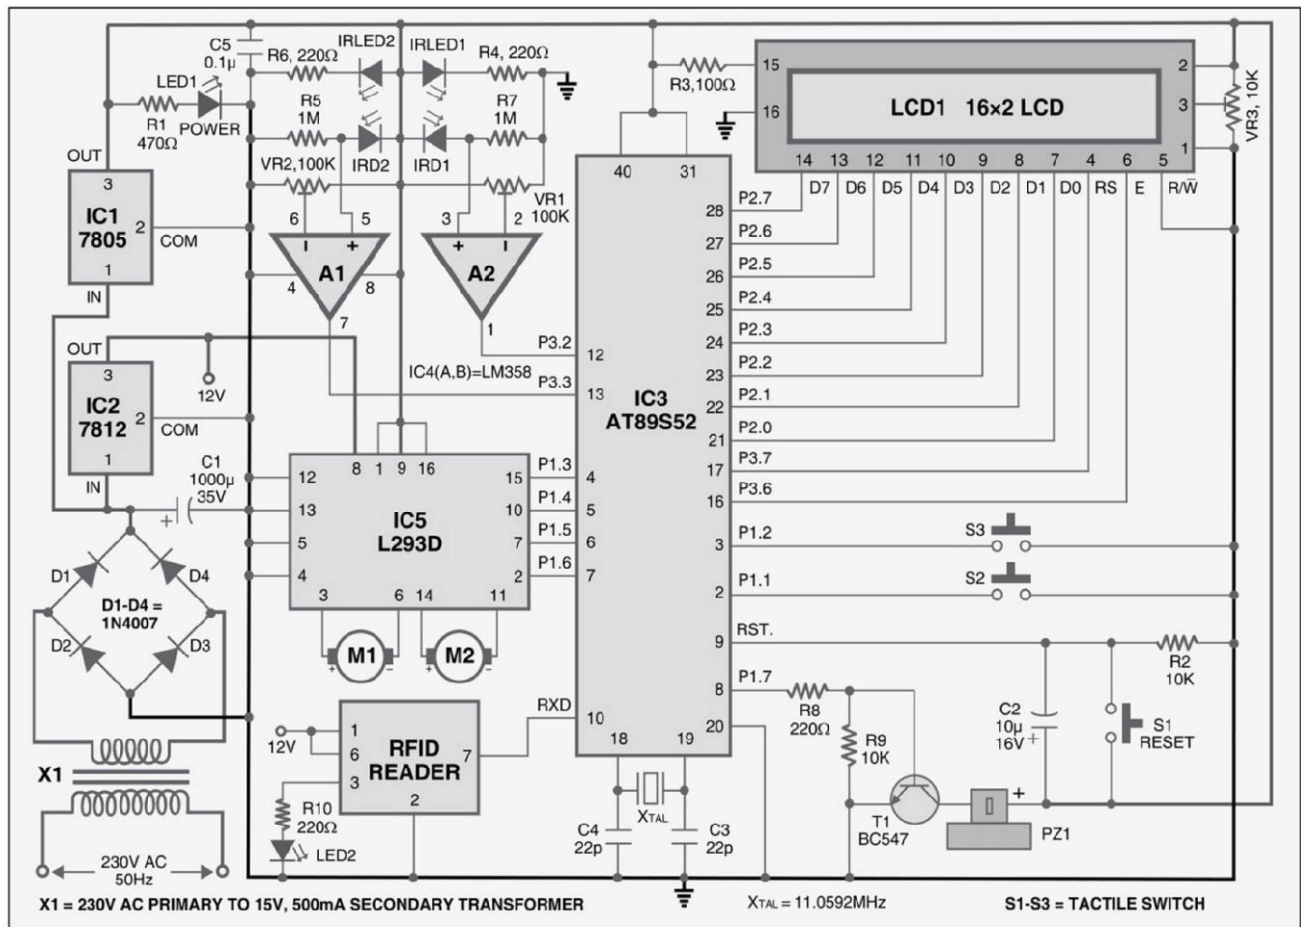 C5
0.1µ
R6, 220Ω
IRLED2
IRLED1
R4, 220Ω
LED1
POWER
R1
470Ω
R5
1M
R7
1M
IRD2
IRD1
VR2,100K
VR1
100K
R3,100Ω
15
16
LCD1 16×2 LCD
2
3
1
VR3, 10K
14
13
12
11
10
9
8
7
4
6
5
D7
D6
D5
D4
D3
D2
D1
D0
RS
E
R/W̅
OUT
3
IC1
7805
2
COM
1
IN
6
5
3
2
− +
A1
+ −
A2
4
8
7
1
IC4(A,B)=LM358
OUT
3
IC2
7812
2
COM
1
IN
12V
C1
1000µ
35V
+
40
31
IC3
AT89S52
P3.2
12
P3.3
13
P1.3
4
P1.4
5
P1.5
6
P1.6
7
RXD
10
18
19
28
P2.7
27
P2.6
26
P2.5
25
P2.4
24
P2.3
23
P2.2
22
P2.1
21
P2.0
17
P3.7
16
P3.6
3
P1.2
2
P1.1
9
RST.
8
P1.7
20
8
1
9
16
12
13
5
4
IC5
L293D
15
10
7
2
3
6
14
11
+ M1 −
+ M2 −
D1
D4
D1-D4 =
1N4007
D2
D3
X1
230V AC
50Hz
12V
1
6
3
RFID
READER
7
2
R10
220Ω
LED2
XTAL
C4
22p
C3
22p
S3
S2
R2
10K
R8
220Ω
R9
10K
C2
10µ
16V
+
S1
RESET
T1
BC547
+
PZ1
X1 = 230V AC PRIMARY TO 15V, 500mA SECONDARY TRANSFORMER
XTAL = 11.0592MHz
S1-S3 = TACTILE SWITCH